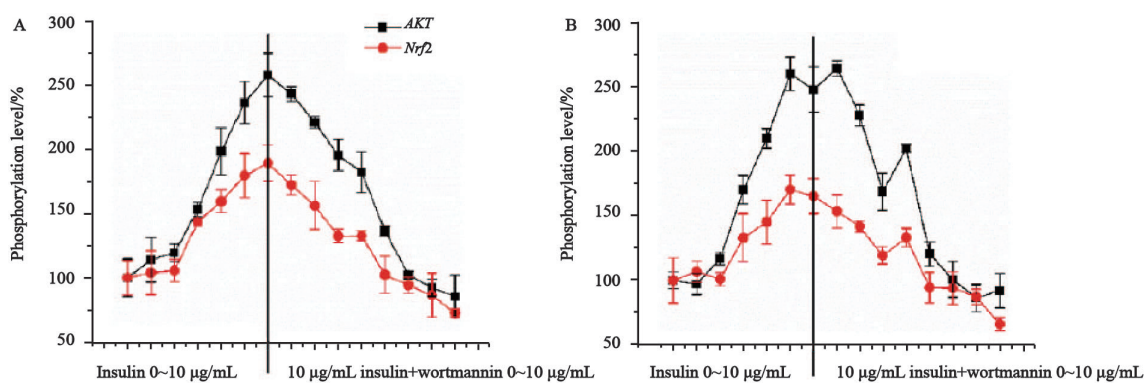 A
AKT
Nrf2
Phosphorylation level/%
300
250
200
150
100
50
Insulin 0~10 μg/mL
10 μg/mL insulin+wortmannin 0~10 μg/mL
B
Phosphorylation level/%
300
250
200
150
100
50
Insulin 0~10 μg/mL
10 μg/mL insulin+wortmannin 0~10 μg/mL